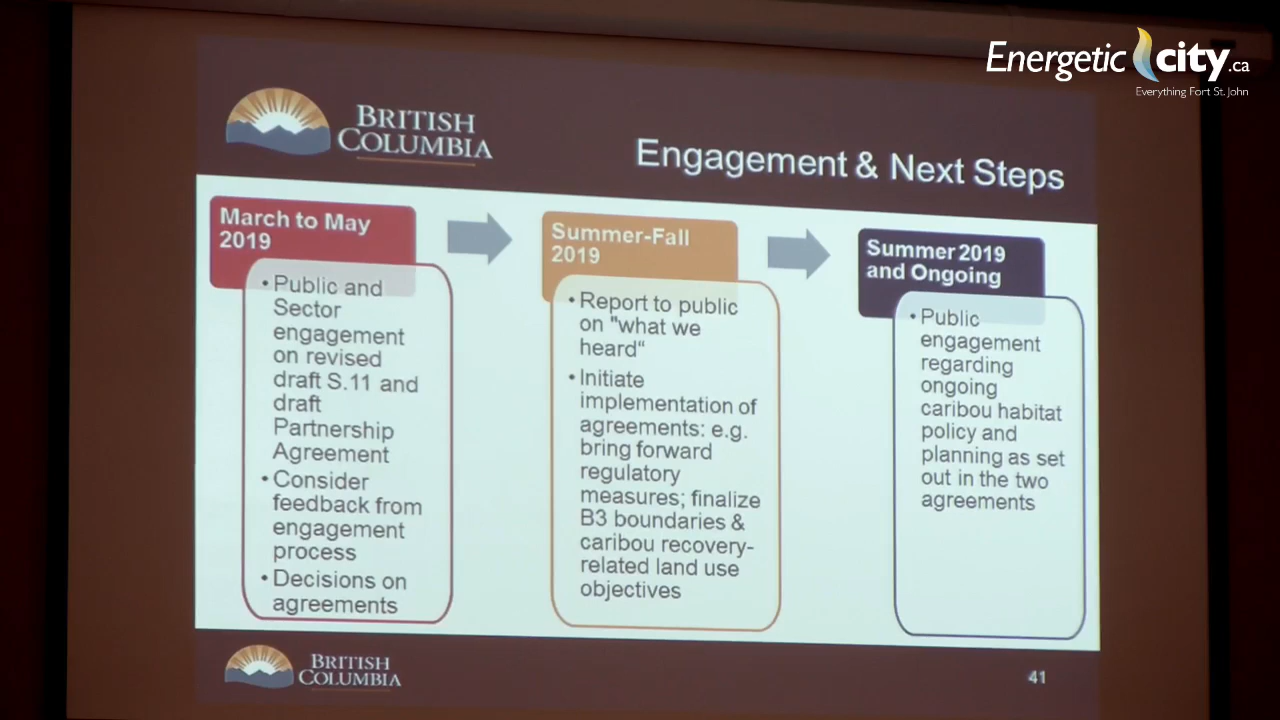 Energetic city.ca
Everything Fort St. John
BRITISH
COLUMBIA
Engagement & Next Steps
March to May
2019
• Public and
Sector
engagement
on revised
draft S.11 and
draft
Partnership
Agreement
• Consider
feedback from
engagement
process
• Decisions on
agreements
Summer-Fall
2019
• Report to public
on "what we
heard"
• Initiate
implementation of
agreements: e.g.
bring forward
regulatory
measures; finalize
B3 boundaries &
caribou recovery-
related land use
objectives
Summer 2019
and Ongoing
• Public
engagement
regarding
ongoing
caribou habitat
policy and
planning as set
out in the two
agreements
BRITISH
COLUMBIA
41